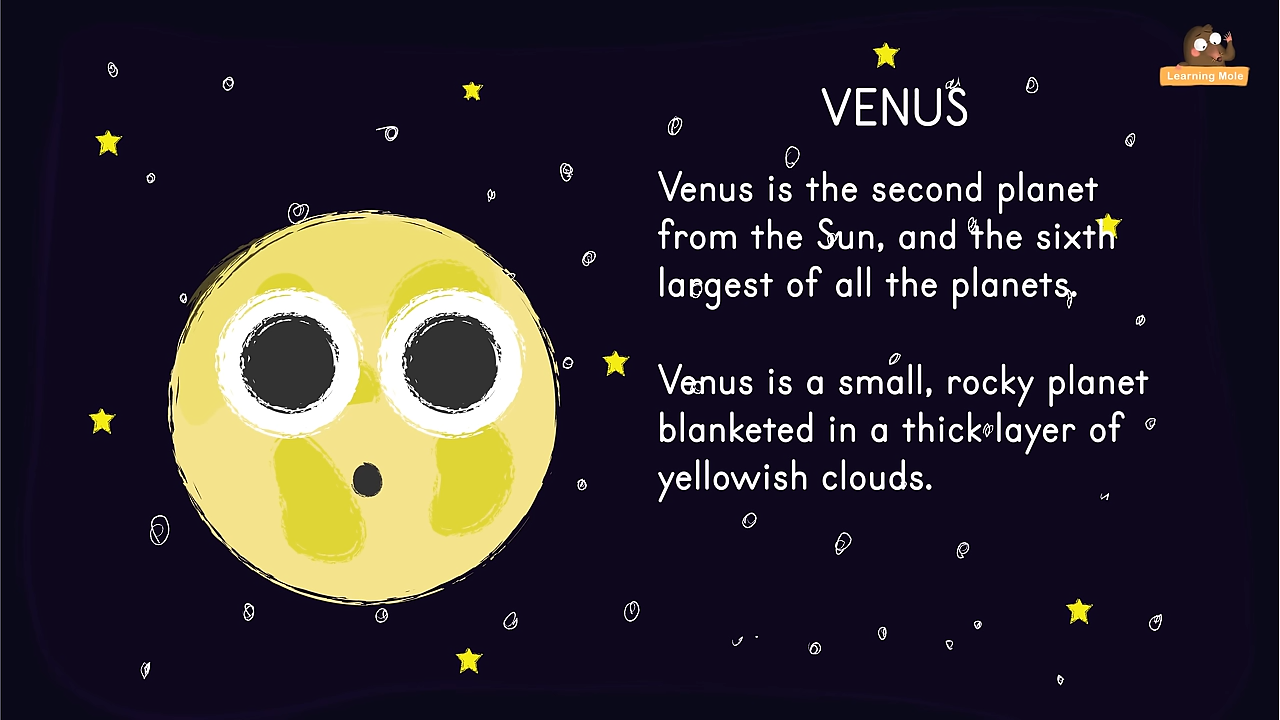 Learning Mole
VENUS
Venus is the second planet
from the Sun, and the sixth
largest of all the planets.
Venus is a small, rocky planet
blanketed in a thick layer of
yellowish clouds.